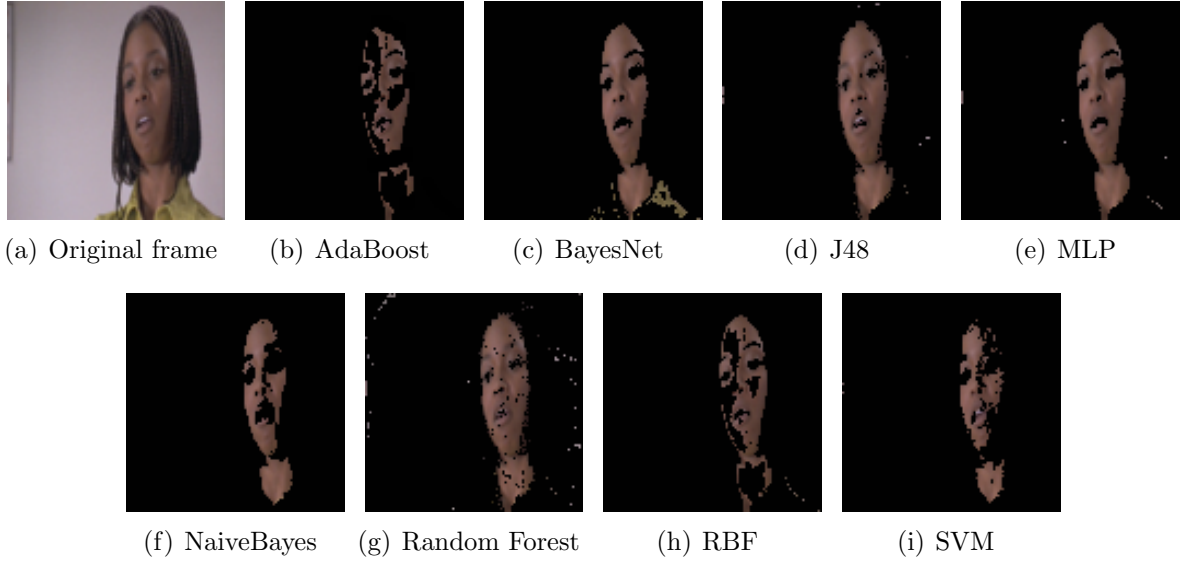 (a) Original frame
(b) AdaBoost
(c) BayesNet
(d) J48
(e) MLP
(f) NaiveBayes
(g) Random Forest
(h) RBF
(i) SVM